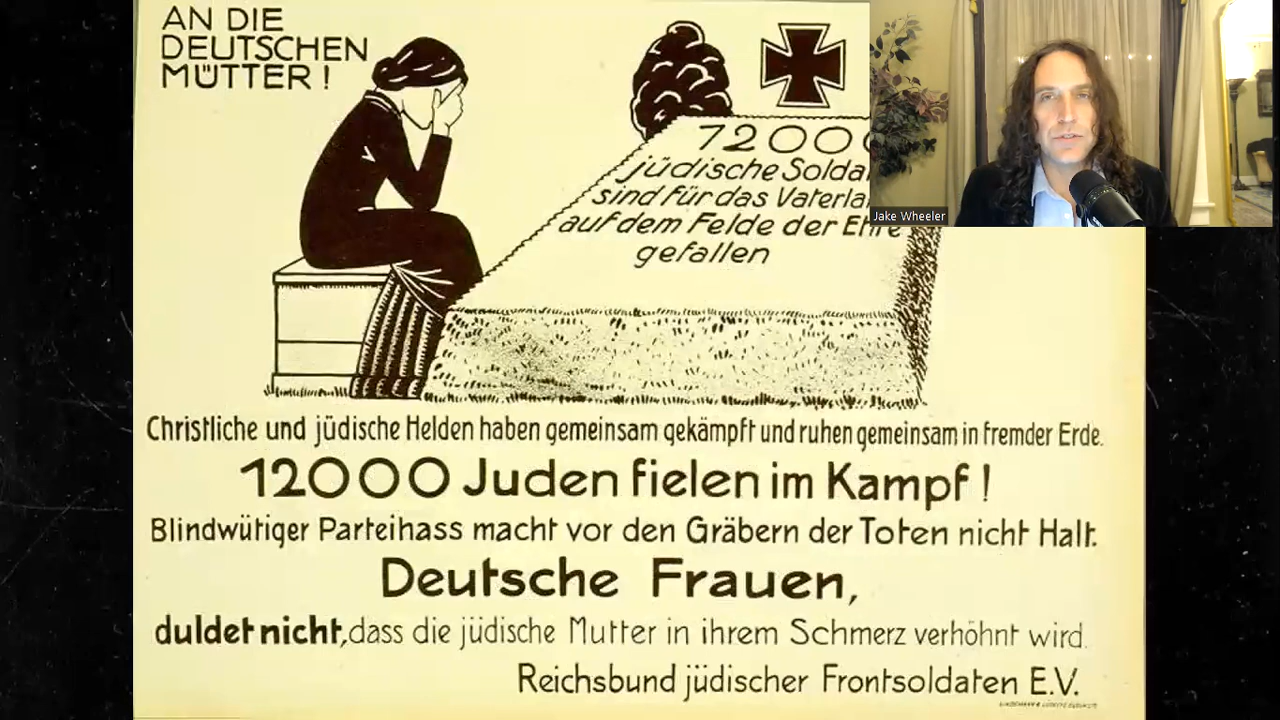 AN DIE
DEUTSCHEN
MÜTTER!
12000
jüdische Solda
sind für das Vaterla
auf dem Felde der Ehre
gefallen
Jake Wheeler
Christliche und jüdische Helden haben gemeinsam gekämpft und ruhen gemeinsam in fremder Erde.
12000 Juden fielen im Kampf!
Blindwütiger Parteihass macht vor den Gräbern der Toten nicht Halt.
Deutsche Frauen,
duldet nicht, dass die jüdische Mutter in ihrem Schmerz verhöhnt wird.
Reichsbund jüdischer Frontsoldaten E.V.